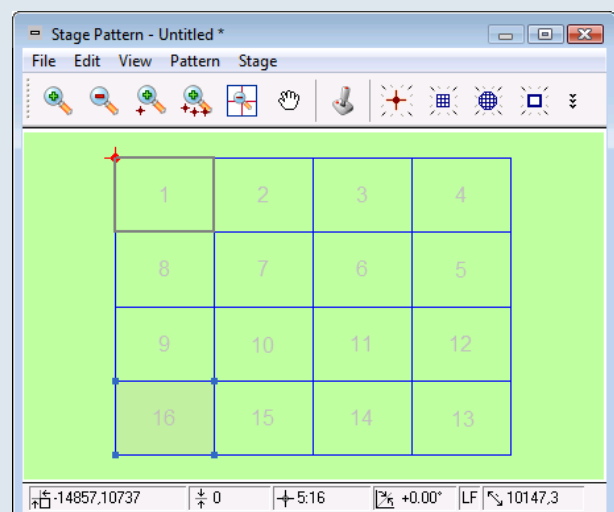 Stage Pattern - Untitled *
File Edit View Pattern Stage
1 2 3 4
8 7 6 5
9 10 11 12
16 15 14 13
-14857,10737 0 5:16 +0.00° LF 10147,3